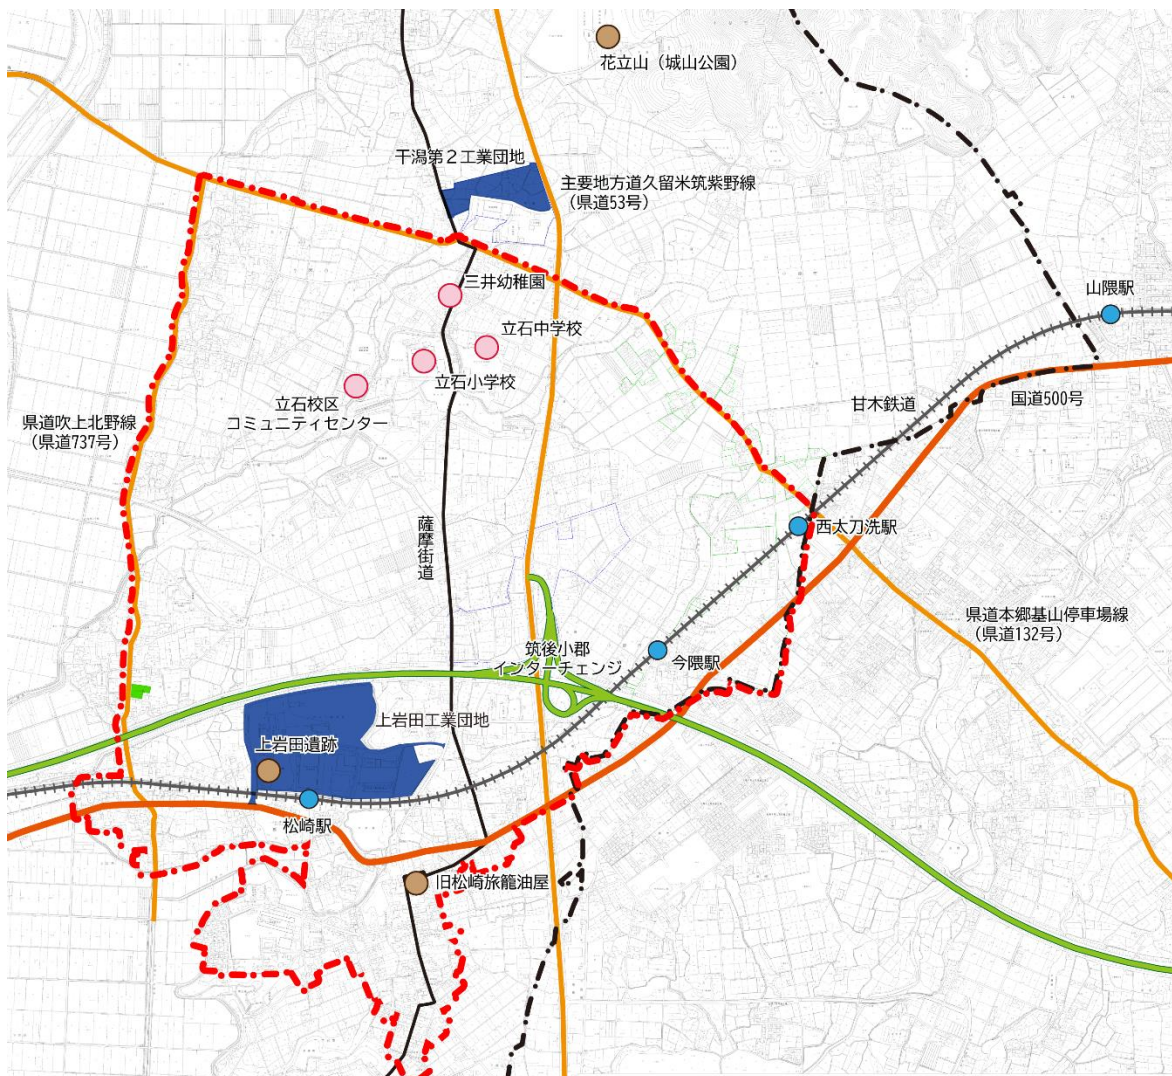 花立山（城山公園）
干潟第２工業団地
主要地方道久留米筑紫野線
（県道53号）
三井幼稚園
山隈駅
立石中学校
立石小学校
立石校区
コミュニティセンター
甘木鉄道
国道500号
県道吹上北野線
（県道737号）
薩摩街道
西太刀洗駅
県道本郷基山停車場線
（県道132号）
筑後小郡
インターチェンジ
今隈駅
上岩田工業団地
上岩田遺跡
松崎駅
旧松崎旅籠油屋